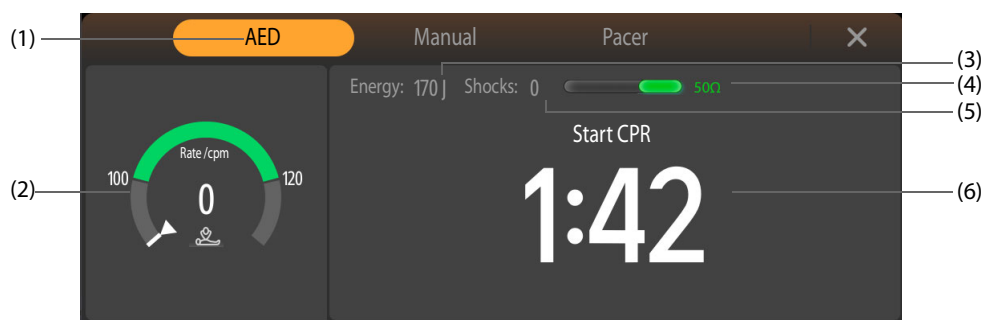 (1) AED Manual Pacer
(3)
Energy: 170 J Shocks: 0 50Ω (4)
(5)
Start CPR
Rate /cpm
100 120
(2) 0 1:42 (6)